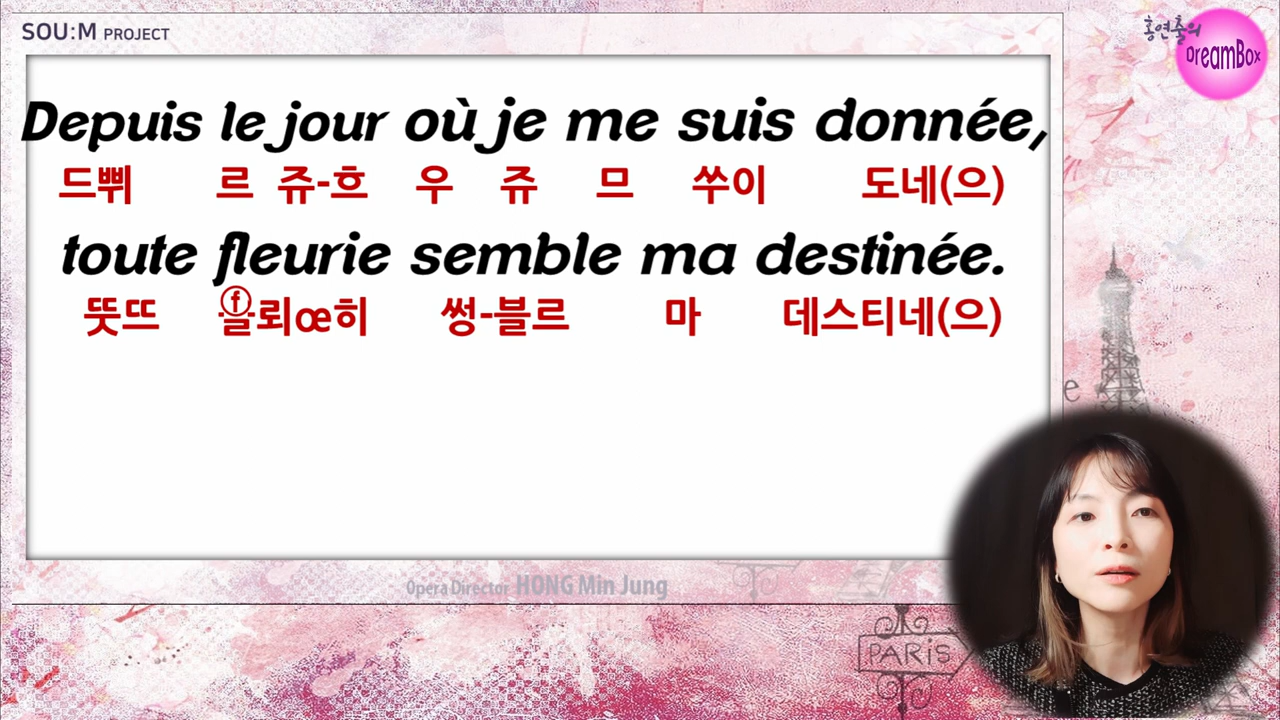 SOU:M PROJECT
홍연출의
DreamBox
Depuis le jour où je me suis donnée,
드쀠 르 쥬-흐 우 쥬 므 쑤이 도네(으)
toute fleurie semble ma destinée.
뚯뜨 ⓕ을뢰œ히 썽-블르 마 데스티네(으)
e
Opera Director HONG Min Jung
PARIS